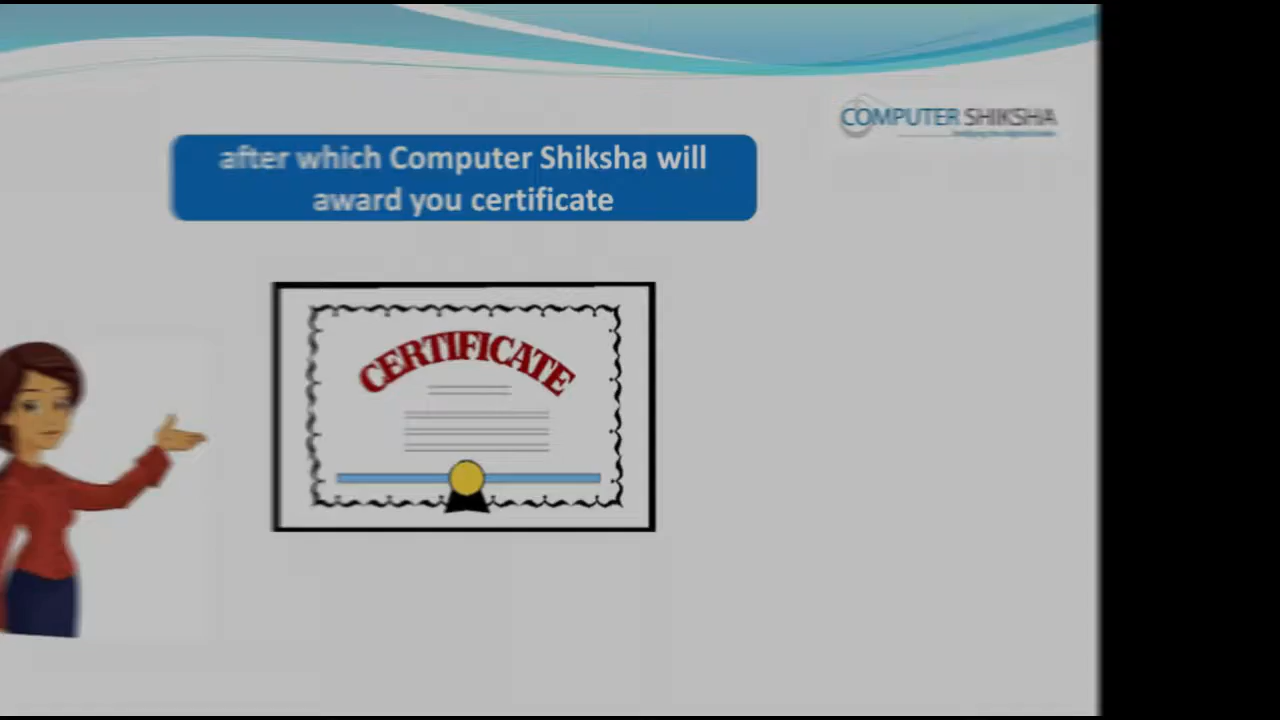 COMPUTER SHIKSHA
after which Computer Shiksha will
award you certificate
CERTIFICATE